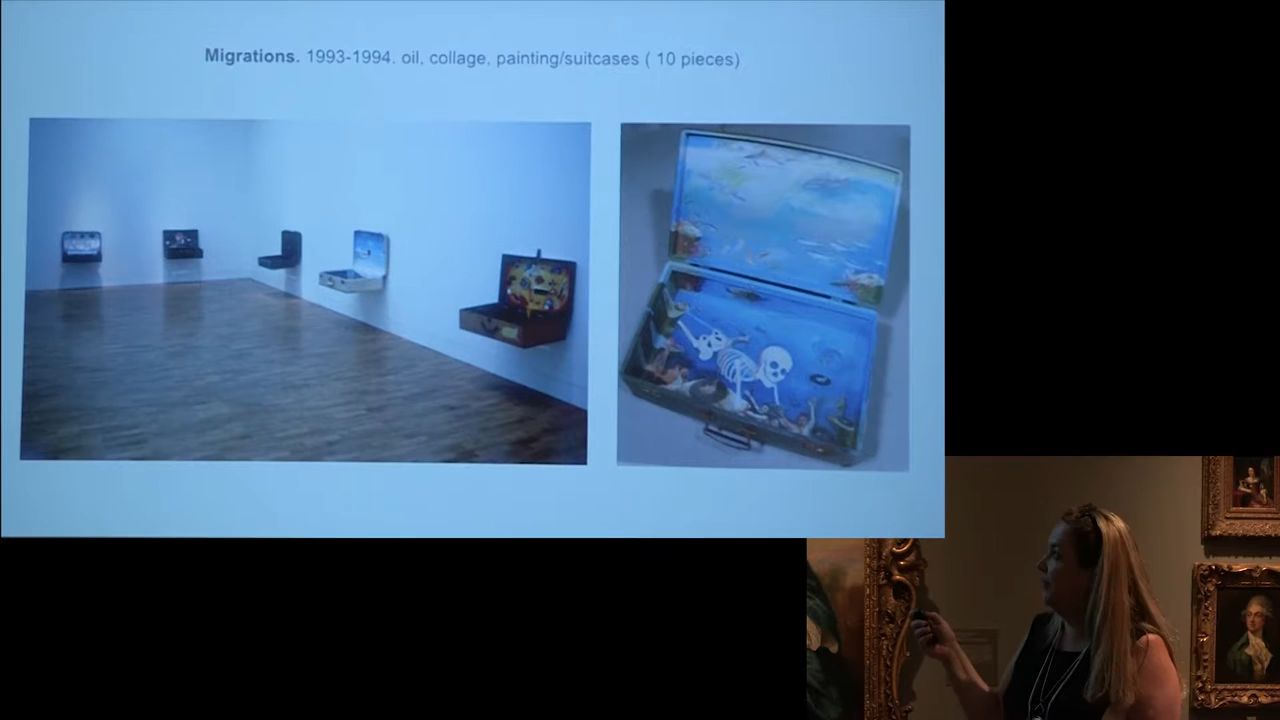 Migrations. 1993-1994. oil, collage, painting/suitcases ( 10 pieces)